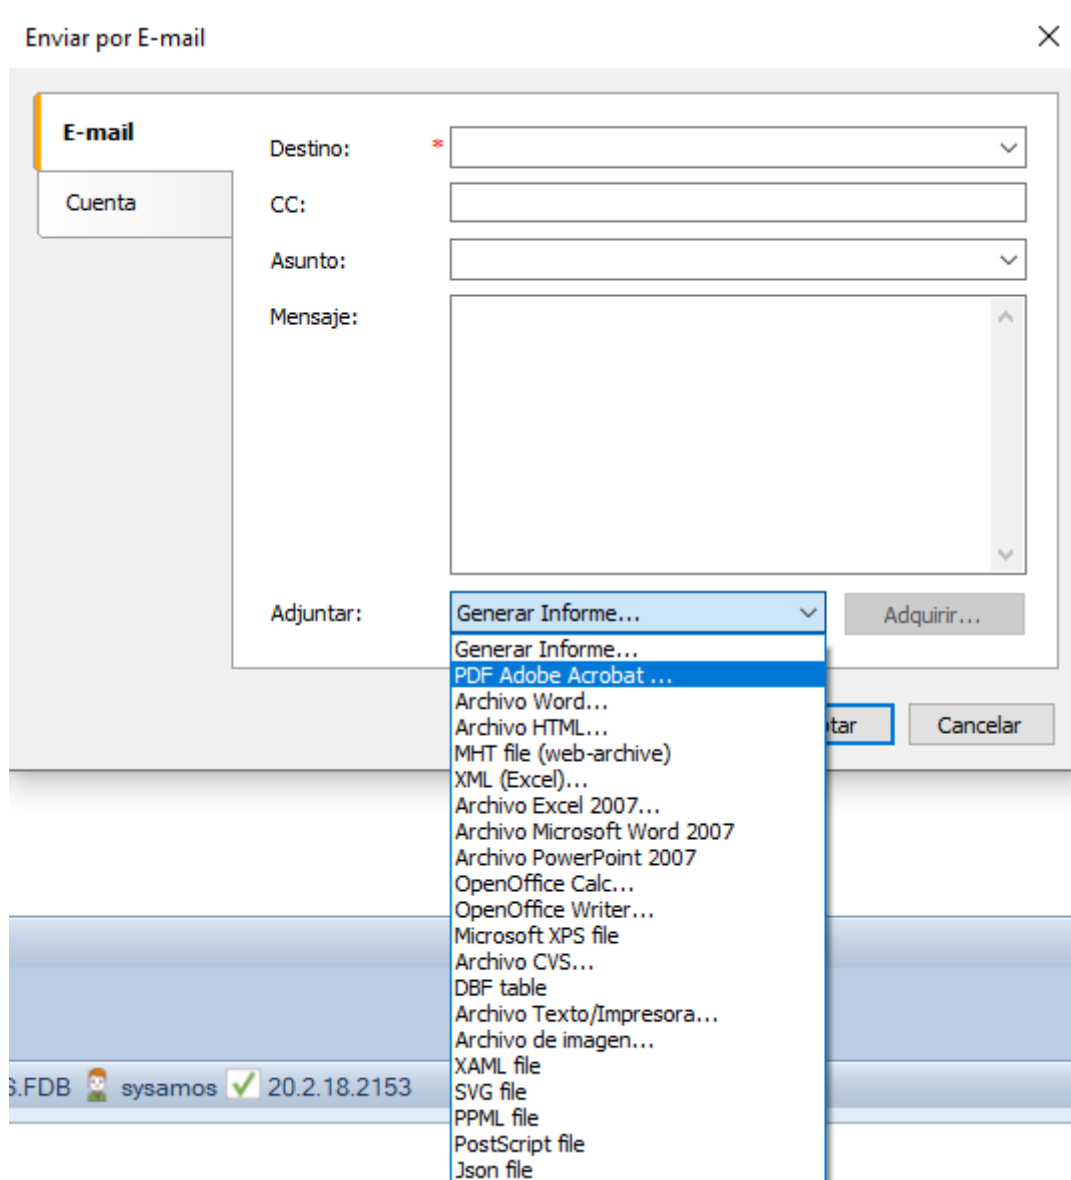 Enviar por E-mail
E-mail
Cuenta
Destino: *
CC:
Asunto:
Mensaje:
Adjuntar: Generar Informe... Adquirir...
Generar Informe...
PDF Adobe Acrobat ...
Archivo Word...
Archivo HTML...
tar Cancelar
MHT file (web-archive)
XML (Excel)...
Archivo Excel 2007...
Archivo Microsoft Word 2007
Archivo PowerPoint 2007
OpenOffice Calc...
OpenOffice Writer...
Microsoft XPS file
Archivo CVS...
DBF table
Archivo Texto/Impresora...
Archivo de imagen...
XAML file
SVG file
PPML file
PostScript file
Json file
.FDB sysamos 20.2.18.2153